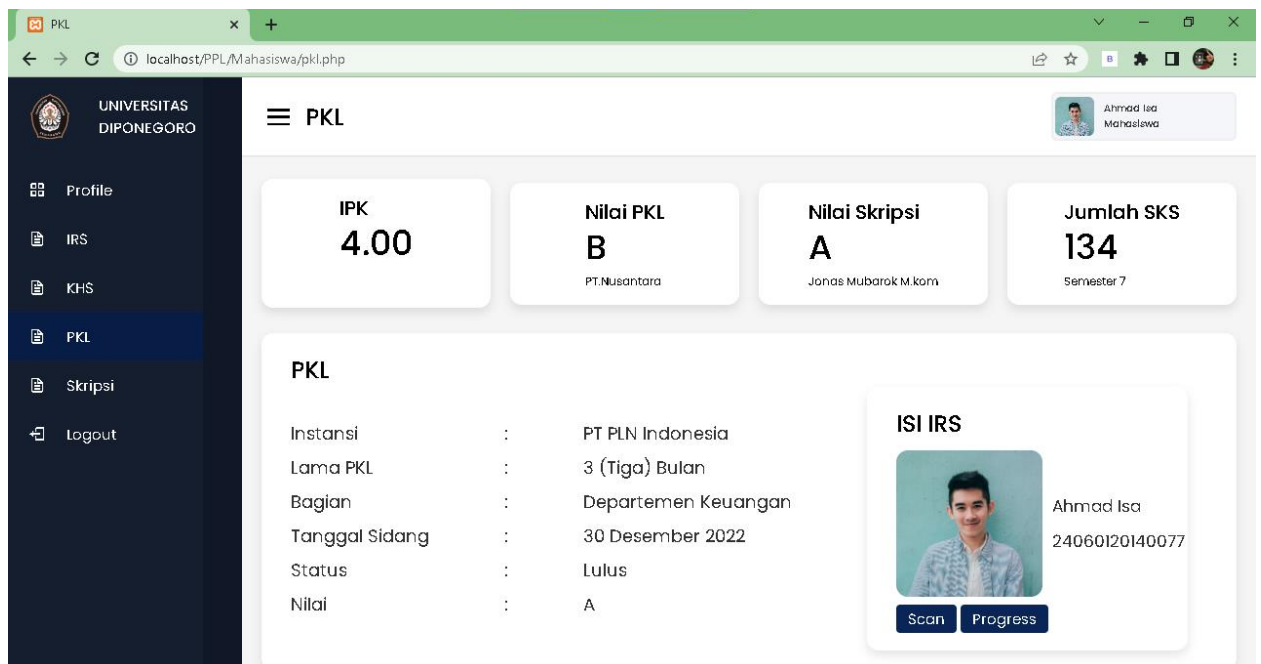 PKL
localhost/PPL/Mahasiswa/pkl.php
B
UNIVERSITAS
DIPONEGORO
PKL
Ahmad Isa
Mahasiswa
Profile
IRS
KHS
PKL
Skripsi
Logout
IPK
4.00
Nilai PKL
B
PT.Nusantara
Nilai Skripsi
A
Jonas Mubarok M.kom
Jumlah SKS
134
Semester 7
PKL
Instansi : PT PLN Indonesia
Lama PKL : 3 (Tiga) Bulan
Bagian : Departemen Keuangan
Tanggal Sidang : 30 Desember 2022
Status : Lulus
Nilai : A
ISI IRS
Ahmad Isa
24060120140077
Scan Progress